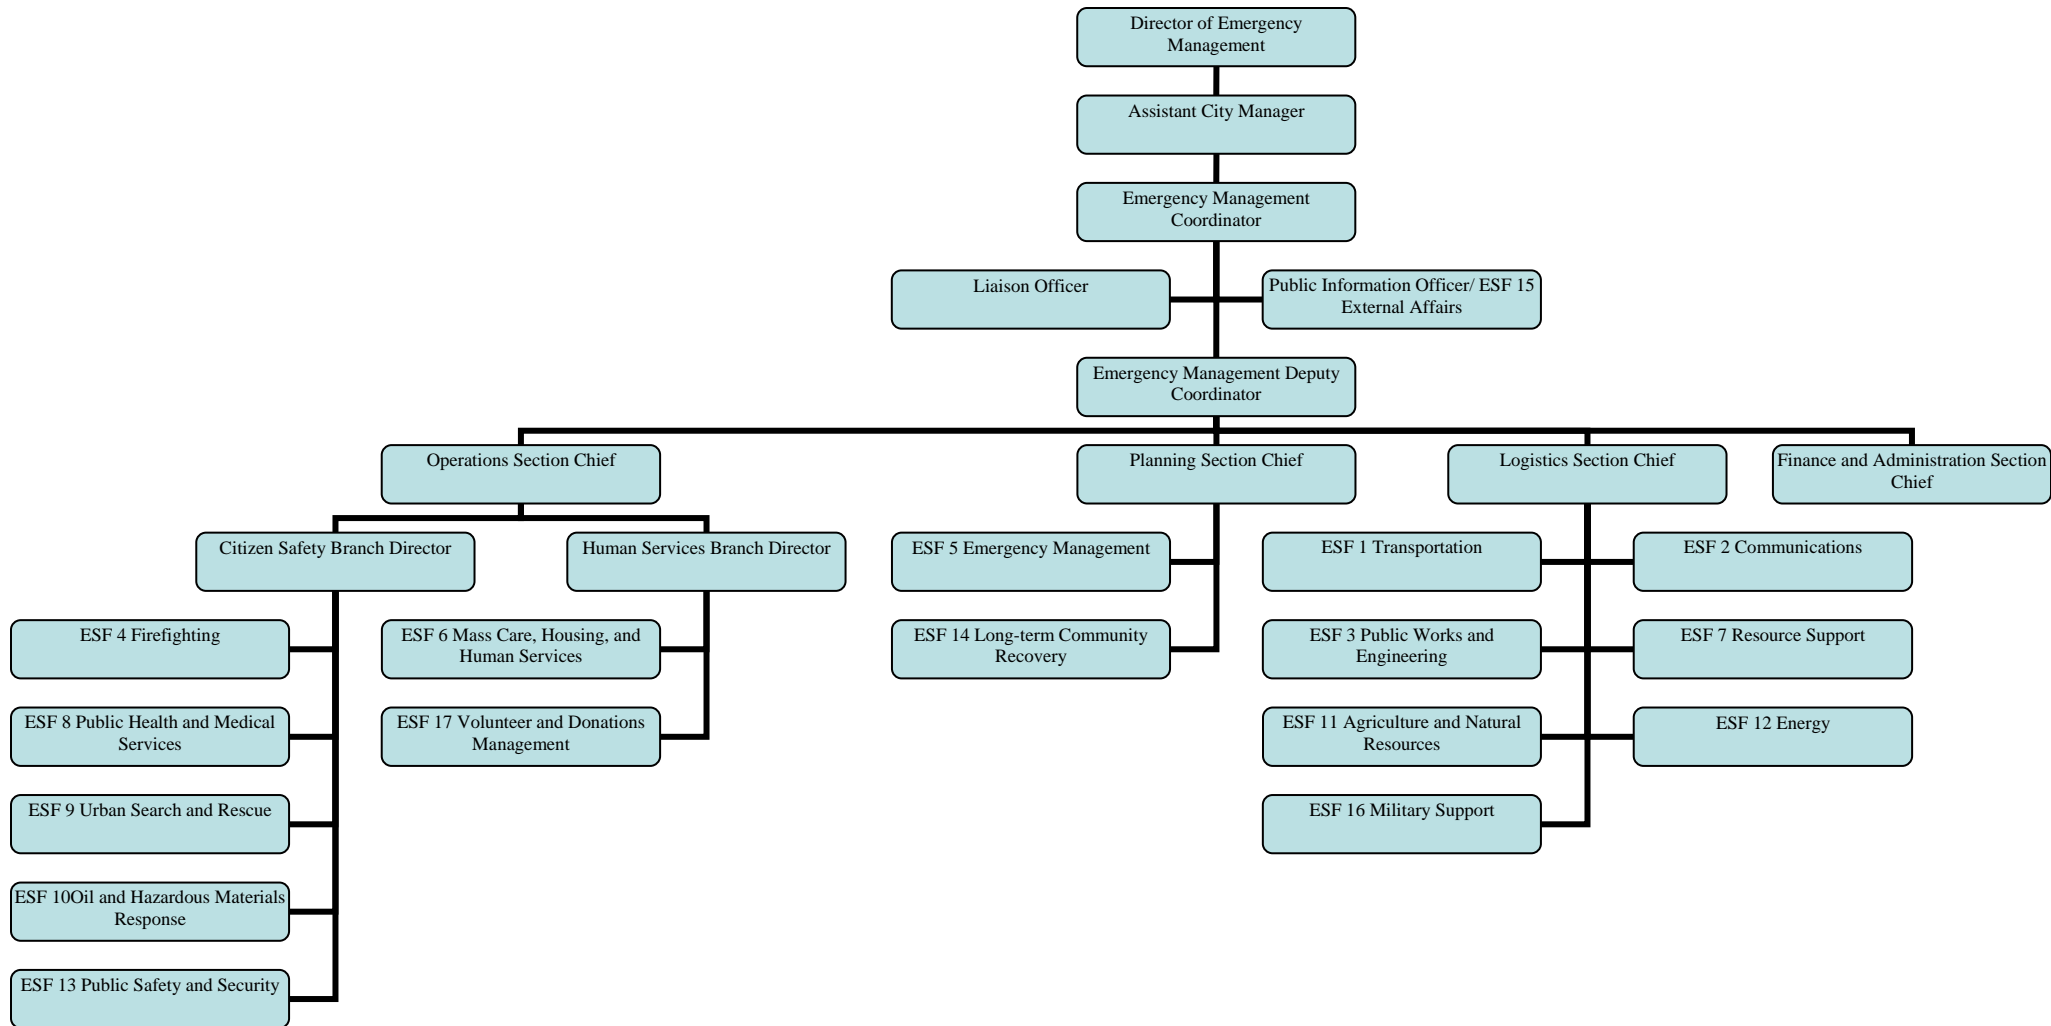 Director of Emergency
Management
Assistant City Manager
Emergency Management
Coordinator
Liaison Officer
Public Information Officer/ ESF 15
External Affairs
Emergency Management Deputy
Coordinator
Operations Section Chief
Planning Section Chief
Logistics Section Chief
Finance and Administration Section
Chief
Citizen Safety Branch Director
Human Services Branch Director
ESF 5 Emergency Management
ESF 1 Transportation
ESF 2 Communications
ESF 4 Firefighting
ESF 6 Mass Care, Housing, and
Human Services
ESF 14 Long-term Community
Recovery
ESF 3 Public Works and
Engineering
ESF 7 Resource Support
ESF 8 Public Health and Medical
Services
ESF 17 Volunteer and Donations
Management
ESF 11 Agriculture and Natural
Resources
ESF 12 Energy
ESF 9 Urban Search and Rescue
ESF 16 Military Support
ESF 10Oil and Hazardous Materials
Response
ESF 13 Public Safety and Security